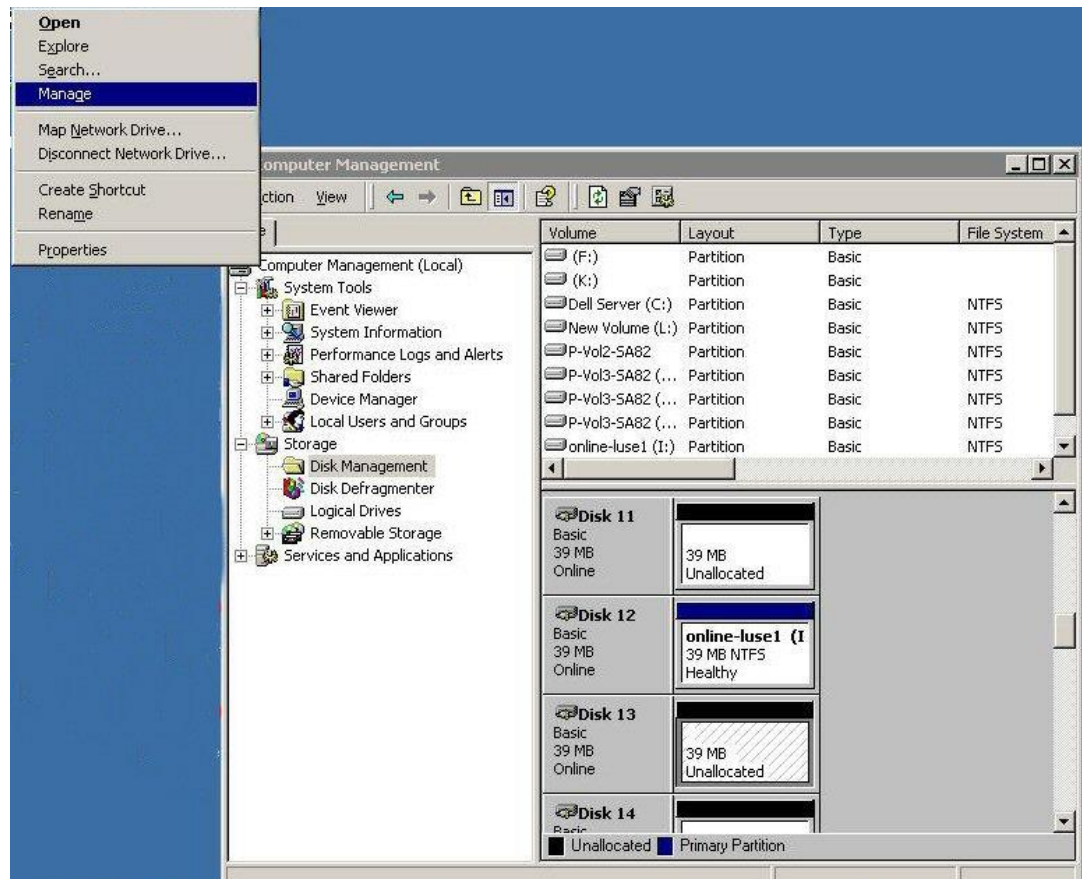 Open
Explore
Search...
Manage
Map Network Drive...
Disconnect Network Drive...
Create Shortcut
Rename
Properties
omputer Management
ction View
e
Computer Management (Local)
System Tools
Event Viewer
System Information
Performance Logs and Alerts
Shared Folders
Device Manager
Local Users and Groups
Storage
Disk Management
Disk Defragmenter
Logical Drives
Removable Storage
Services and Applications
Volume Layout Type File System
(F:) Partition Basic
(K:) Partition Basic
Dell Server (C:) Partition Basic NTFS
New Volume (L:) Partition Basic NTFS
P-Vol2-SA82 Partition Basic NTFS
P-Vol3-SA82 (... Partition Basic NTFS
P-Vol3-SA82 (... Partition Basic NTFS
P-Vol3-SA82 (... Partition Basic NTFS
online-luse1 (I:) Partition Basic NTFS
Disk 11
Basic
39 MB
Online
39 MB
Unallocated
Disk 12
Basic
39 MB
Online
online-luse1 (I
39 MB NTFS
Healthy
Disk 13
Basic
39 MB
Online
39 MB
Unallocated
Disk 14
Basic
Unallocated Primary Partition